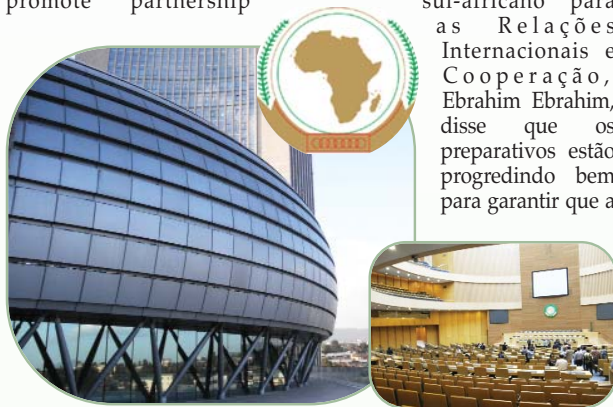 promote partnership
sul-africano para
as Relações
Internacionais e
Cooperação,
Ebrahim Ebrahim,
disse que os
preparativos estão
progredindo bem
para garantir que a